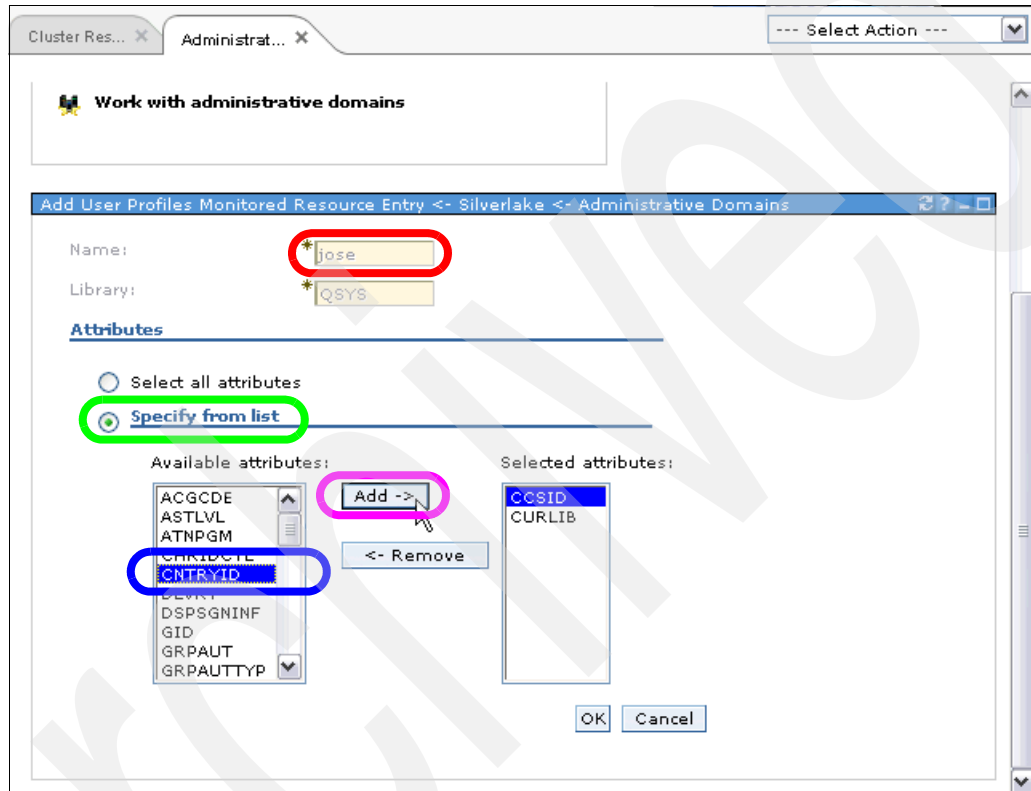 Cluster Res...
Administrat...
--- Select Action ---
Work with administrative domains
Add User Profiles Monitored Resource Entry <- Silverlake <- Administrative Domains
Name: *jose
Library: *QSYS
Attributes
Select all attributes
Specify from list
Available attributes:
Selected attributes:
ACGCDE
ASTLVL
ATNPGM
CHRIDCTL
CNTRYID
DLVRY
DSPSGNINF
GID
GRPAUT
GRPAUTTYP
Add ->
<- Remove
CCSID
CURLIB
OK
Cancel